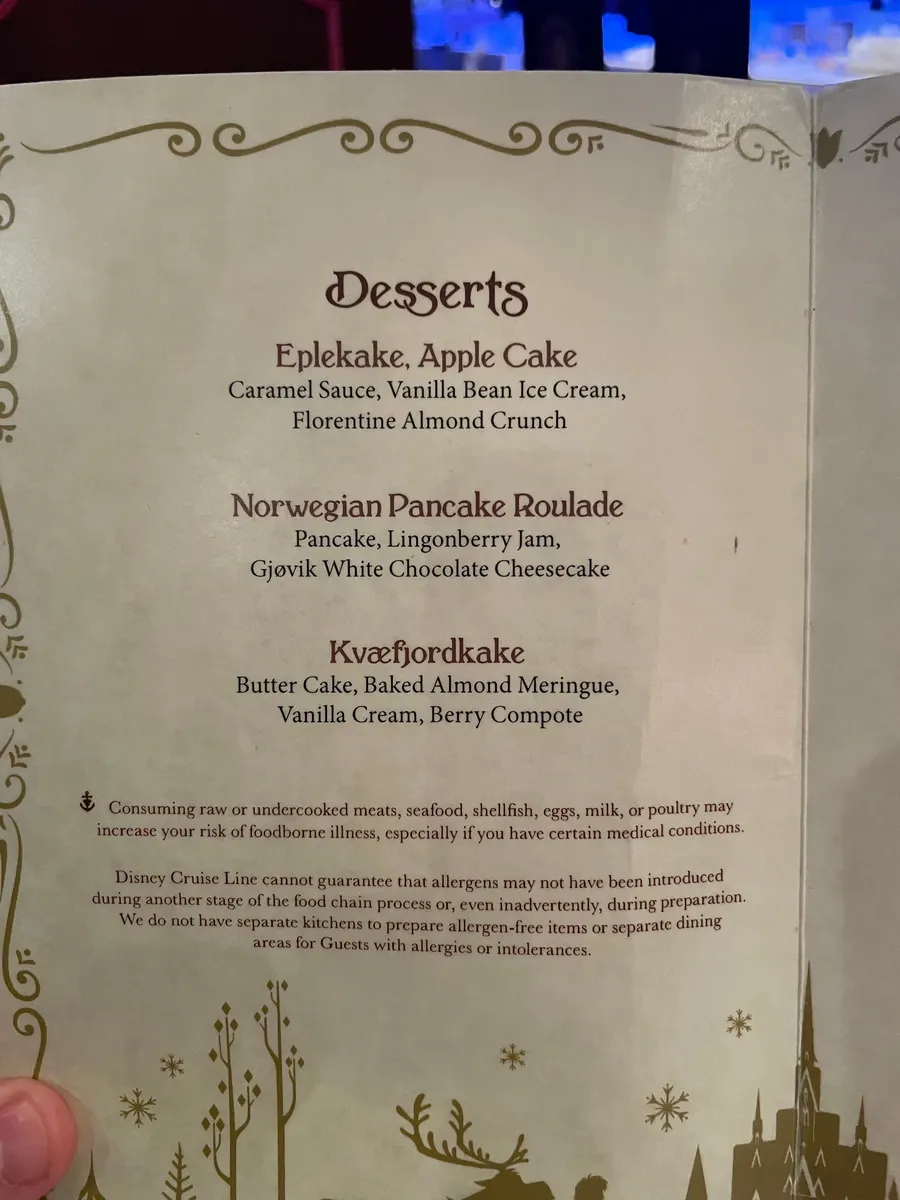 Desserts
Eplekake, Apple Cake
Caramel Sauce, Vanilla Bean Ice Cream,
Florentine Almond Crunch
Norwegian Pancake Roulade
Pancake, Lingonberry Jam,
Gjøvik White Chocolate Cheesecake
Kvæfjordkake
Butter Cake, Baked Almond Meringue,
Vanilla Cream, Berry Compote
Consuming raw or undercooked meats, seafood, shellfish, eggs, milk, or poultry may
increase your risk of foodborne illness, especially if you have certain medical conditions.
Disney Cruise Line cannot guarantee that allergens may not have been introduced
during another stage of the food chain process or, even inadvertently, during preparation.
We do not have separate kitchens to prepare allergen-free items or separate dining
areas for Guests with allergies or intolerances.